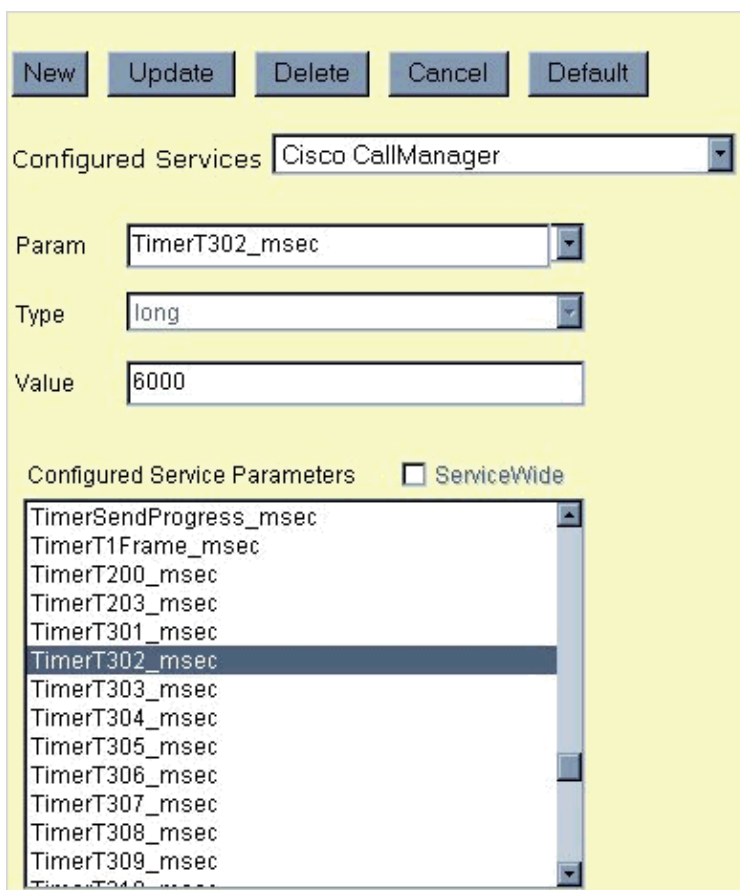 New Update Delete Cancel Default
Configured Services Cisco CallManager
Param TimerT302_msec
Type long
Value 6000
Configured Service Parameters ServiceWide
TimerSendProgress_msec
TimerT1Frame_msec
TimerT200_msec
TimerT203_msec
TimerT301_msec
TimerT302_msec
TimerT303_msec
TimerT304_msec
TimerT305_msec
TimerT306_msec
TimerT307_msec
TimerT308_msec
TimerT309_msec